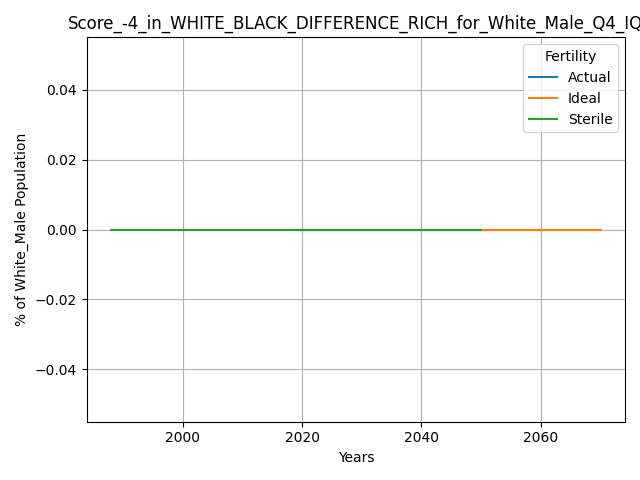 Score_-4_in_WHITE_BLACK_DIFFERENCE_RICH_for_White_Male_Q4_IQ
Fertility
Actual
Ideal
Sterile
0.04
0.02
0.00
−0.02
−0.04
% of White_Male Population
2000 2020 2040 2060
Years